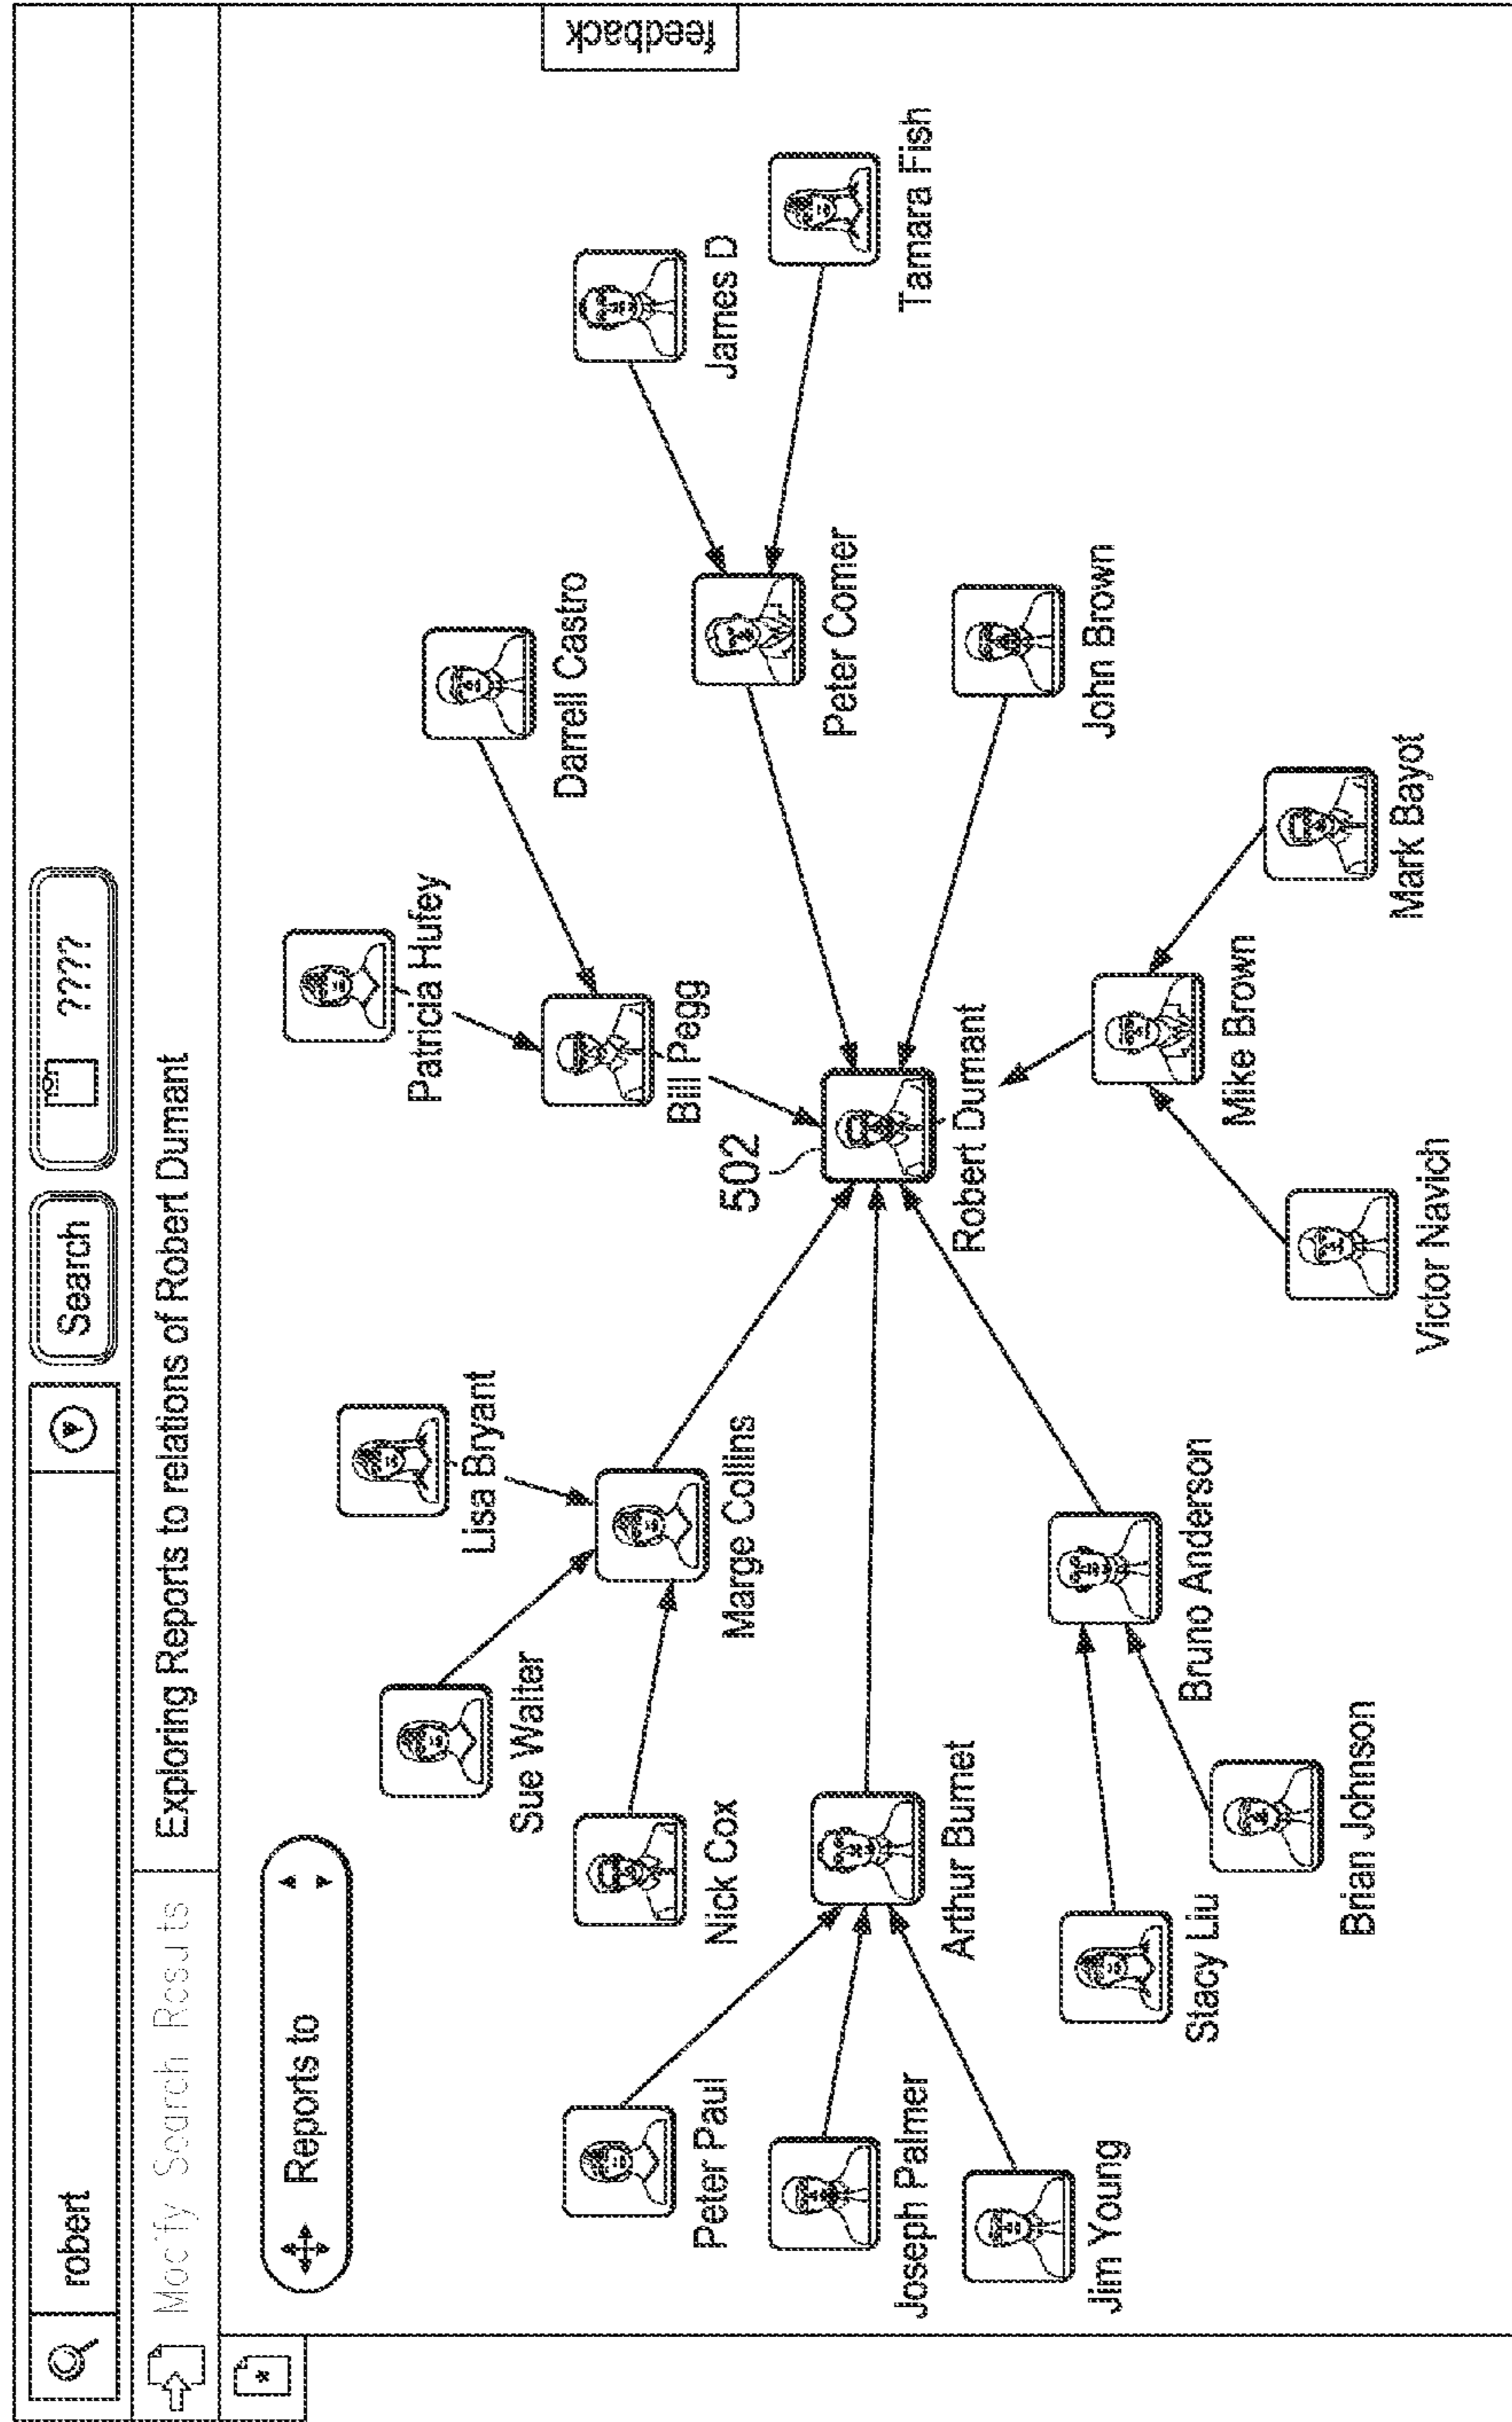 robert
Search
????
Modify Search Results
Exploring Reports to relations of Robert Dumant
Reports to
feedback
Patricia Hufey
Lisa Bryant
Sue Walter
Darrell Castro
Bill Pegg
James D
Nick Cox
Marge Collins
502
Peter Paul
Peter Comer
Tamara Fish
Joseph Palmer
Arthur Burnet
Robert Dumant
Jim Young
John Brown
Bruno Anderson
Stacy Liu
Mike Brown
Brian Johnson
Victor Navich
Mark Bayot